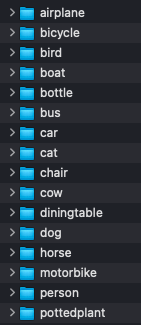 airplane
bicycle
bird
boat
bottle
bus
car
cat
chair
cow
diningtable
dog
horse
motorbike
person
pottedplant